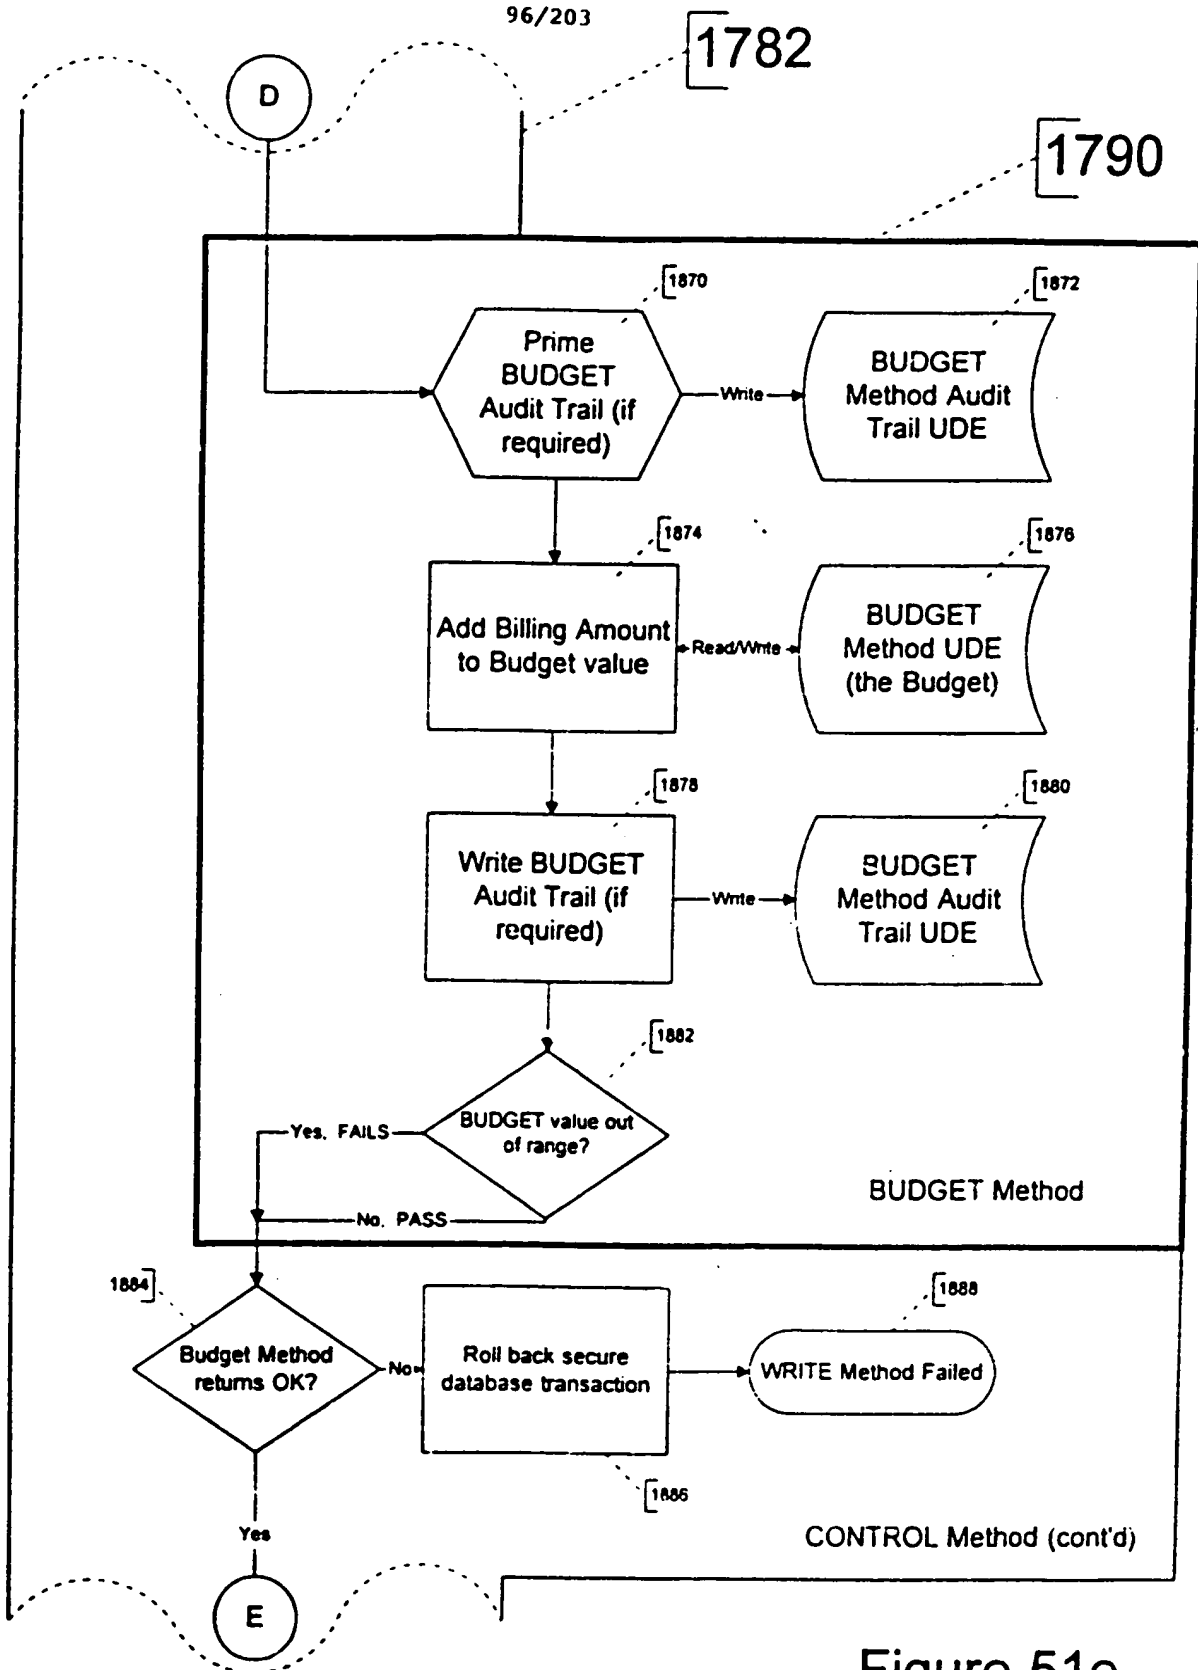 96/203
1782
D
1790
1870
1872
Prime
BUDGET
Audit Trail (if
required)
Write
BUDGET
Method Audit
Trail UDE
1874
1876
Add Billing Amount
to Budget value
Read/Write
BUDGET
Method UDE
(the Budget)
1878
1880
Write BUDGET
Audit Trail (if
required)
Write
BUDGET
Method Audit
Trail UDE
1882
BUDGET value out
of range?
Yes, FAILS
No, PASS
BUDGET Method
1884
1888
Budget Method
returns OK?
No
Roll back secure
database transaction
WRITE Method Failed
1886
Yes
CONTROL Method (cont'd)
E
Figure 51e